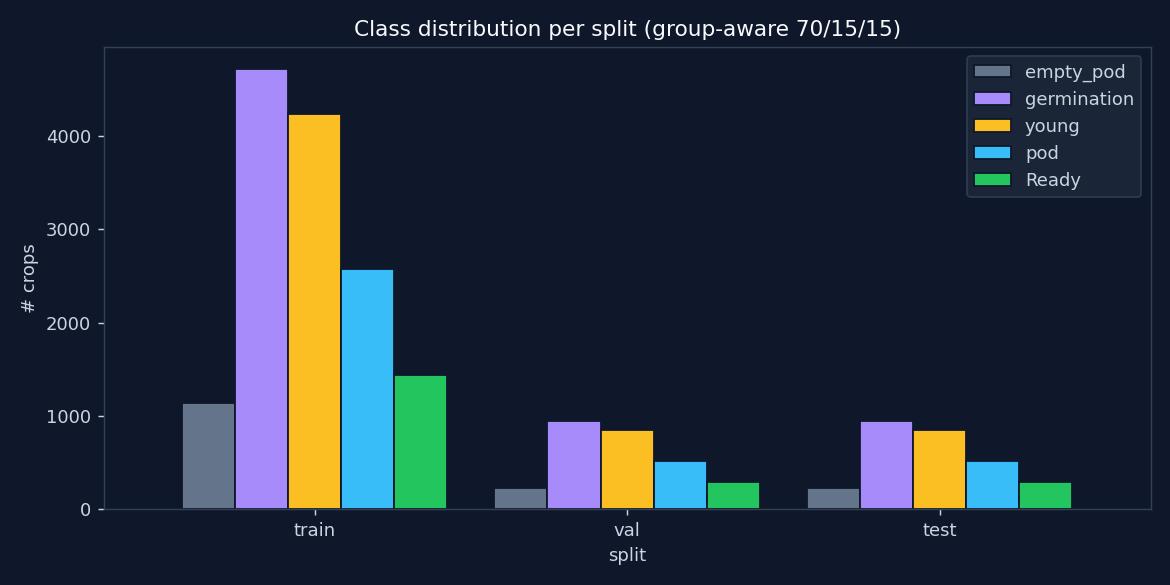 Class distribution per split (group-aware 70/15/15)
empty_pod
germination
young
pod
Ready
# crops
4000
3000
2000
1000
0
train
val
test
split